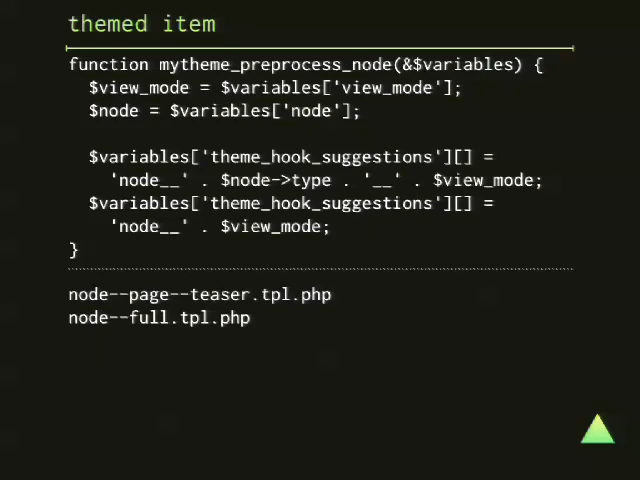 themed item
function mytheme_preprocess_node(&$variables) {
  $view_mode = $variables['view_mode'];
  $node = $variables['node'];

  $variables['theme_hook_suggestions'][] =
    'node__' . $node->type . '__' . $view_mode;
  $variables['theme_hook_suggestions'][] =
    'node__' . $view_mode;
}
node--page--teaser.tpl.php
node--full.tpl.php